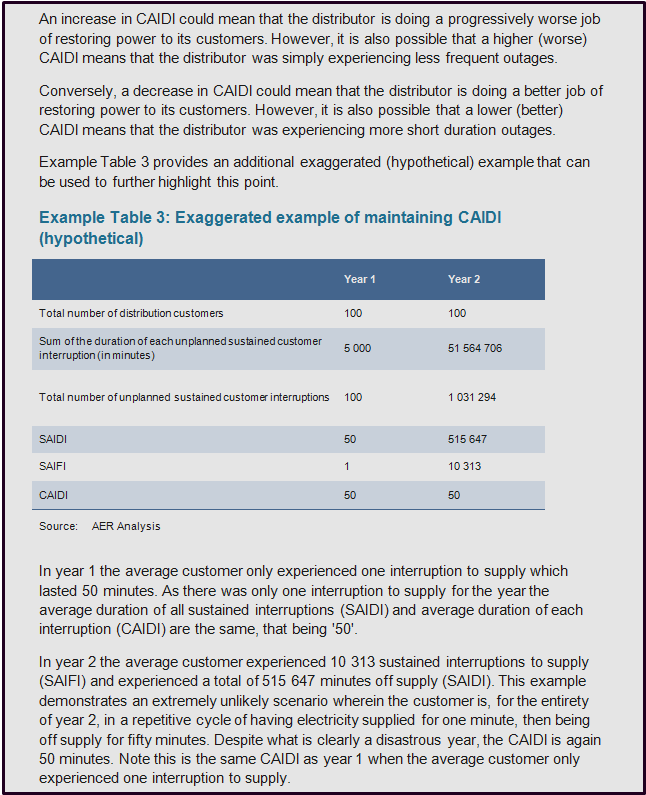 An increase in CAIDI could mean that the distributor is doing a progressively worse job
of restoring power to its customers. However, it is also possible that a higher (worse)
CAIDI means that the distributor was simply experiencing less frequent outages.
Conversely, a decrease in CAIDI could mean that the distributor is doing a better job of
restoring power to its customers. However, it is also possible that a lower (better)
CAIDI means that the distributor was experiencing more short duration outages.
Example Table 3 provides an additional exaggerated (hypothetical) example that can
be used to further highlight this point.
Example Table 3: Exaggerated example of maintaining CAIDI
(hypothetical)
Year 1 Year 2
Total number of distribution customers 100 100
Sum of the duration of each unplanned sustained customer
interruption (in minutes) 5 000 51 564 706
Total number of unplanned sustained customer interruptions 100 1 031 294
SAIDI 50 515 647
SAIFI 1 10 313
CAIDI 50 50
Source: AER Analysis
In year 1 the average customer only experienced one interruption to supply which
lasted 50 minutes. As there was only one interruption to supply for the year the
average duration of all sustained interruptions (SAIDI) and average duration of each
interruption (CAIDI) are the same, that being '50'.
In year 2 the average customer experienced 10 313 sustained interruptions to supply
(SAIFI) and experienced a total of 515 647 minutes off supply (SAIDI). This example
demonstrates an extremely unlikely scenario wherein the customer is, for the entirety
of year 2, in a repetitive cycle of having electricity supplied for one minute, then being
off supply for fifty minutes. Despite what is clearly a disastrous year, the CAIDI is again
50 minutes. Note this is the same CAIDI as year 1 when the average customer only
experienced one interruption to supply.